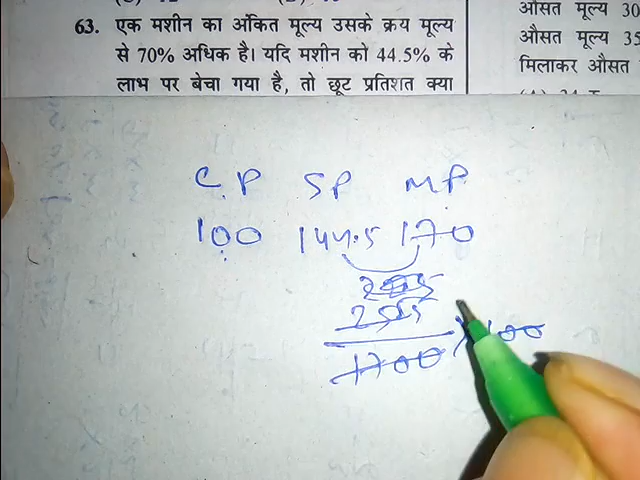 63. एक मशीन का अंकित मूल्य उसके क्रय मूल्य
से 70% अधिक है। यदि मशीन को 44.5% के
लाभ पर बेचा गया है, तो छूट प्रतिशत क्या
औसत मूल्य 30
औसत मूल्य 35
मिलाकर औसत
C.P SP M.P.
100 144.5 170
255
1700 × 100